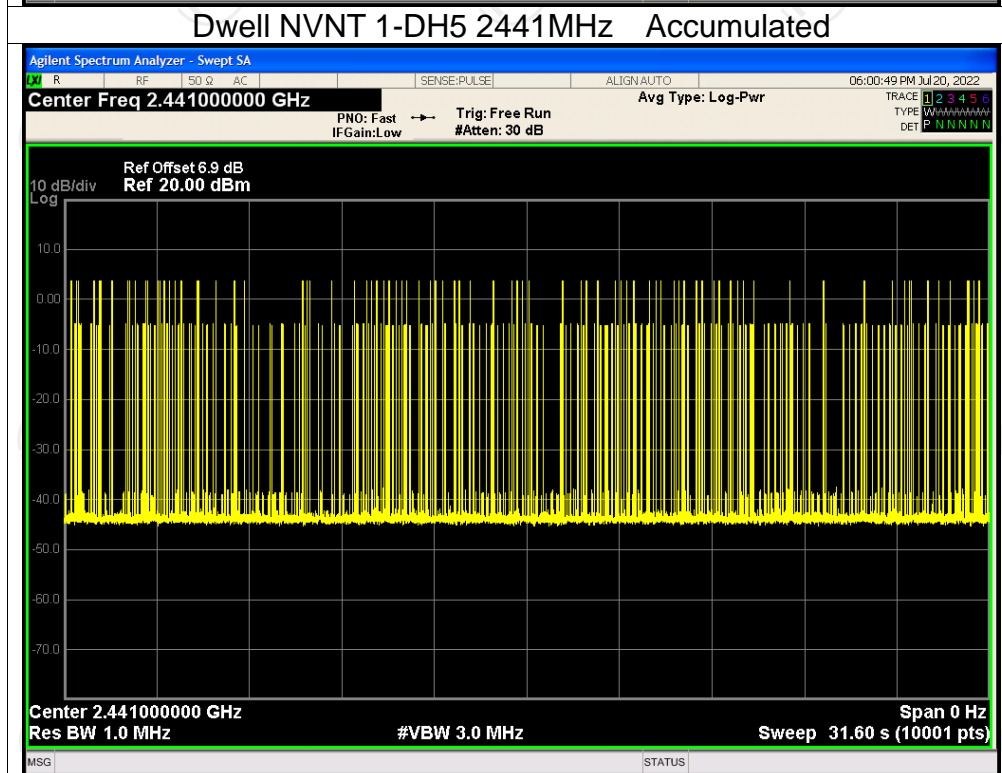 Dwell NVNT 1-DH5 2441MHz Accumulated
Agilent Spectrum Analyzer - Swept SA
LXI R RF 50 Ω AC SENSE:PULSE ALIGN AUTO 06:00:49 PM Jul 20, 2022
Center Freq 2.441000000 GHz Avg Type: Log-Pwr TRACE 1 2 3 4 5 6
PNO: Fast Trig: Free Run TYPE WWWWWW
IFGain:Low #Atten: 30 dB DET P N N N N N
Ref Offset 6.9 dB
10 dB/div Ref 20.00 dBm
Log
10.0
0.00
-10.0
-20.0
-30.0
-40.0
-50.0
-60.0
-70.0
Center 2.441000000 GHz Span 0 Hz
Res BW 1.0 MHz #VBW 3.0 MHz Sweep 31.60 s (10001 pts)
MSG STATUS